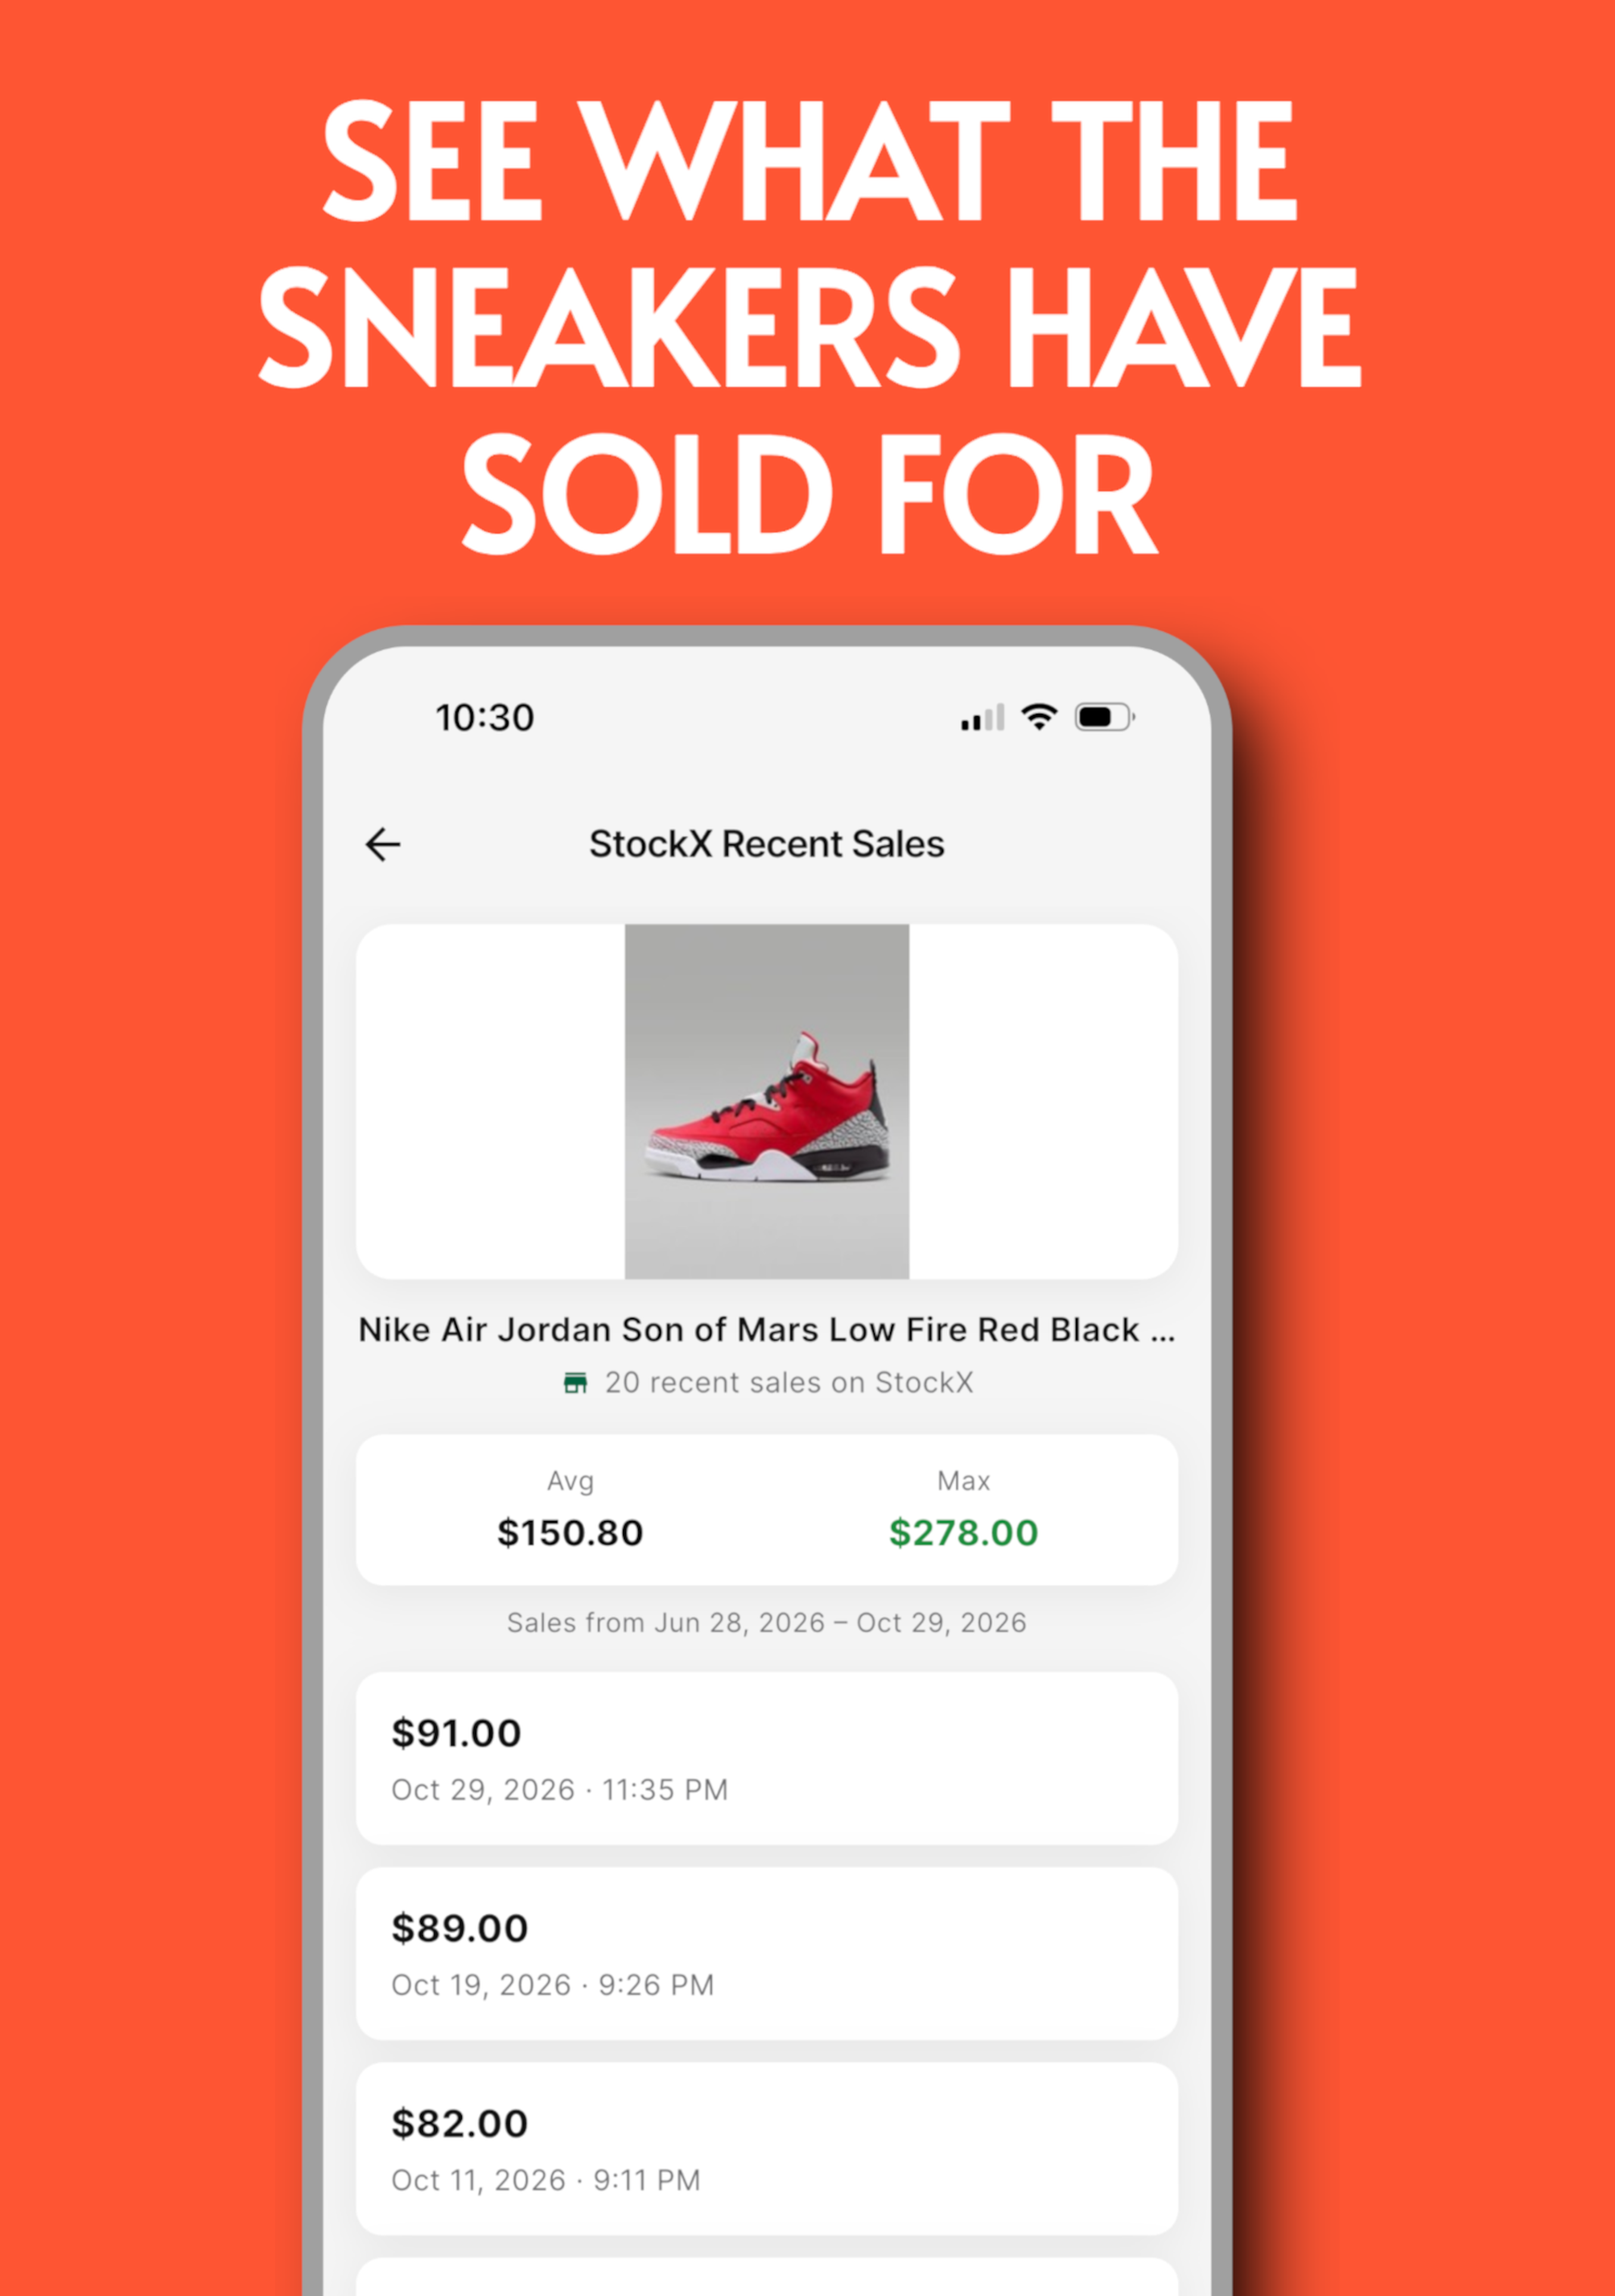 SEE WHAT THE
SNEAKERS HAVE
SOLD FOR
10:30
StockX Recent Sales
Nike Air Jordan Son of Mars Low Fire Red Black ...
20 recent sales on StockX
Avg Max
$150.80 $278.00
Sales from Jun 28, 2026 – Oct 29, 2026
$91.00
Oct 29, 2026 · 11:35 PM
$89.00
Oct 19, 2026 · 9:26 PM
$82.00
Oct 11, 2026 · 9:11 PM